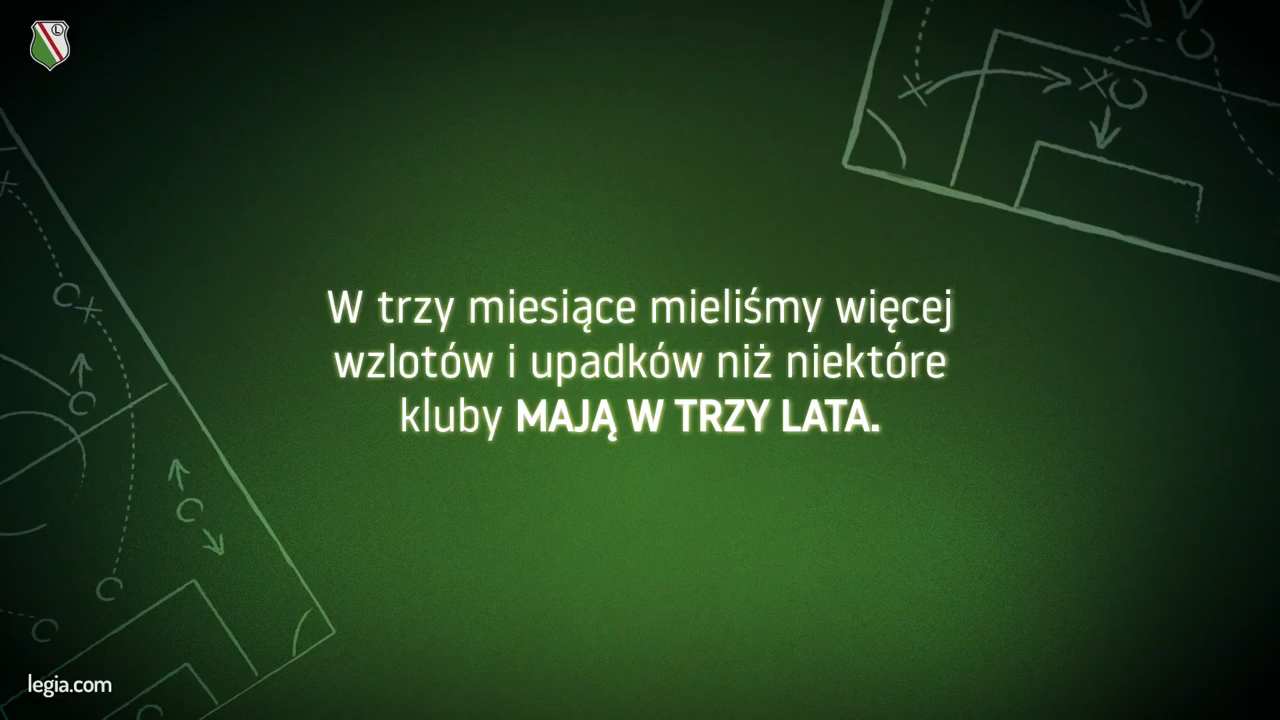 L
W trzy miesiące mieliśmy więcej
wzlotów i upadków niż niektóre
kluby MAJĄ W TRZY LATA.
legia.com